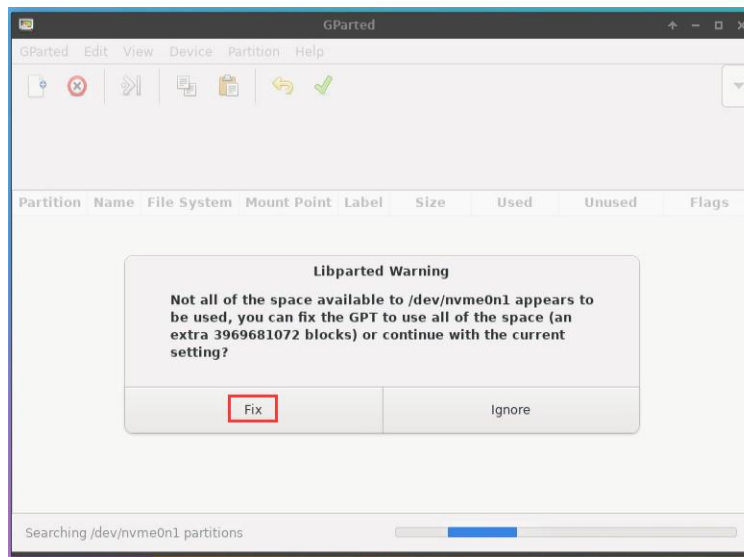 GParted
GParted Edit View Device Partition Help
Partition Name File System Mount Point Label Size Used Unused Flags
Libparted Warning
Not all of the space available to /dev/nvme0n1 appears to
be used, you can fix the GPT to use all of the space (an
extra 3969681072 blocks) or continue with the current
setting?
Fix Ignore
Searching /dev/nvme0n1 partitions